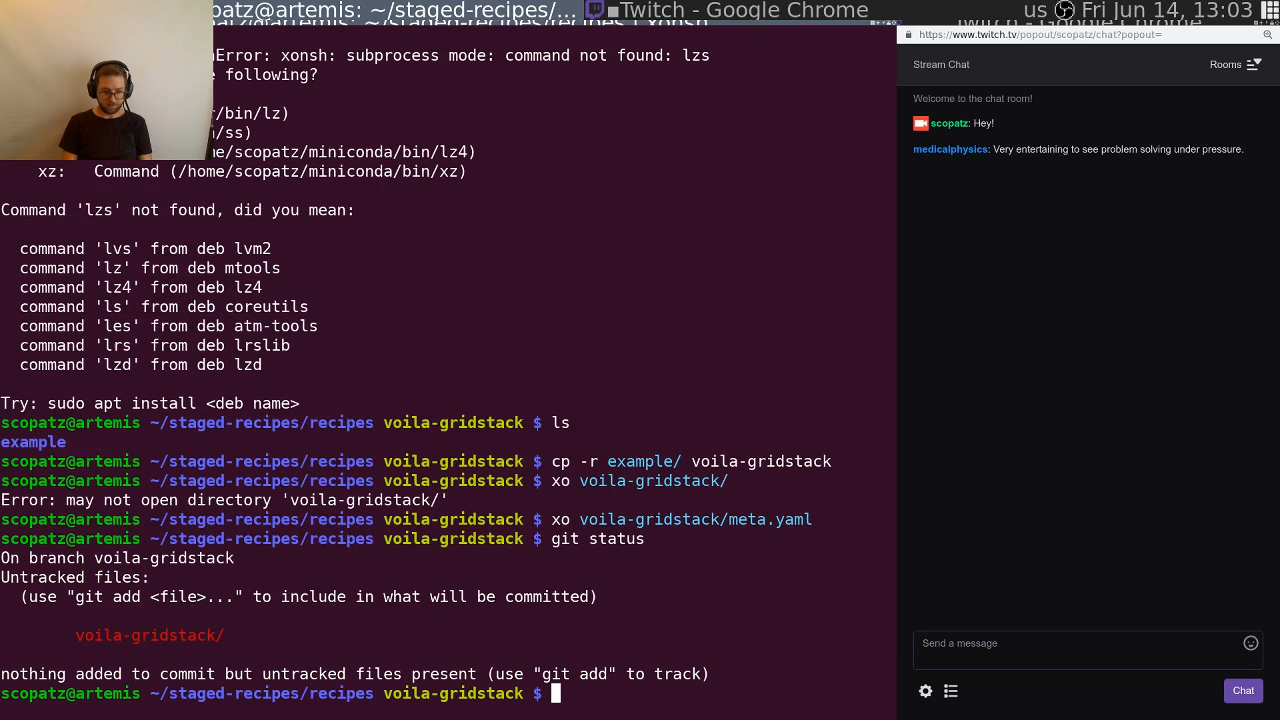 opatz@artemis: ~/staged-recipes/...
Twitch - Google Chrome
us
Fri Jun 14, 13:03
nError: xonsh: subprocess mode: command not found: lzs
e following?
r/bin/lz)
/ss)
me/scopatz/miniconda/bin/lz4)
xz: Command (/home/scopatz/miniconda/bin/xz)
Command 'lzs' not found, did you mean:
command 'lvs' from deb lvm2
command 'lz' from deb mtools
command 'lz4' from deb lz4
command 'ls' from deb coreutils
command 'les' from deb atm-tools
command 'lrs' from deb lrslib
command 'lzd' from deb lzd
Try: sudo apt install <deb name>
scopatz@artemis ~/staged-recipes/recipes voila-gridstack $ ls
example
scopatz@artemis ~/staged-recipes/recipes voila-gridstack $ cp -r example/ voila-gridstack
scopatz@artemis ~/staged-recipes/recipes voila-gridstack $ xo voila-gridstack/
Error: may not open directory 'voila-gridstack/'
scopatz@artemis ~/staged-recipes/recipes voila-gridstack $ xo voila-gridstack/meta.yaml
scopatz@artemis ~/staged-recipes/recipes voila-gridstack $ git status
On branch voila-gridstack
Untracked files:
(use "git add <file>..." to include in what will be committed)
voila-gridstack/
nothing added to commit but untracked files present (use "git add" to track)
scopatz@artemis ~/staged-recipes/recipes voila-gridstack $
https://www.twitch.tv/popout/scopatz/chat?popout=
Stream Chat
Rooms
Welcome to the chat room!
scopatz: Hey!
medicalphysics: Very entertaining to see problem solving under pressure.
Send a message
Chat